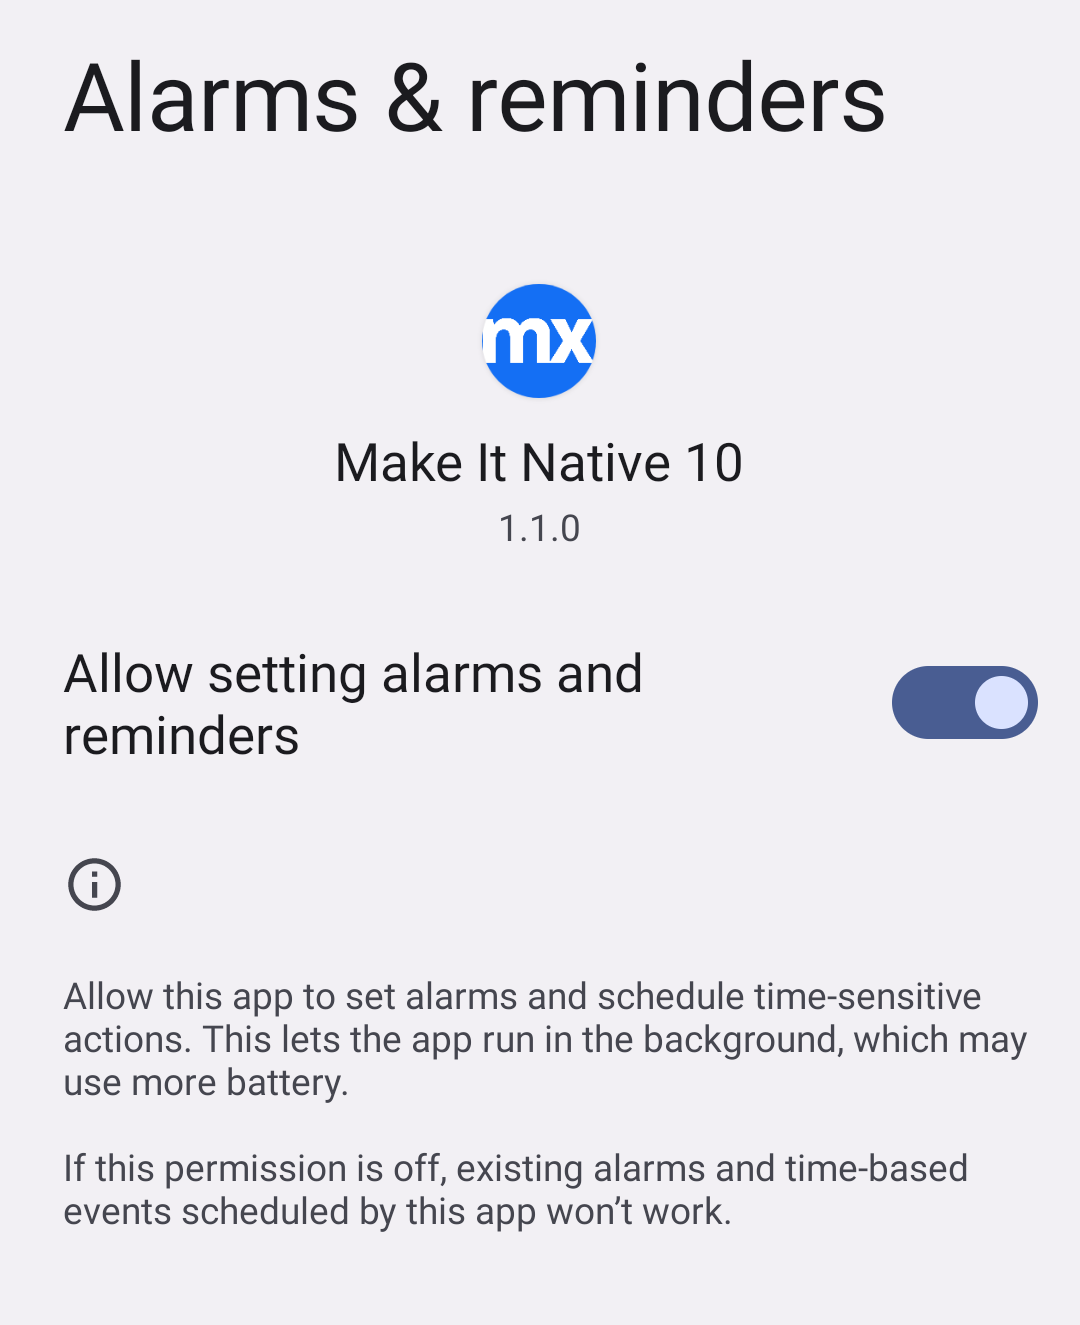 Alarms & reminders
mx
Make It Native 10
1.1.0
Allow setting alarms and
reminders
Allow this app to set alarms and schedule time-sensitive
actions. This lets the app run in the background, which may
use more battery.
If this permission is off, existing alarms and time-based
events scheduled by this app won’t work.